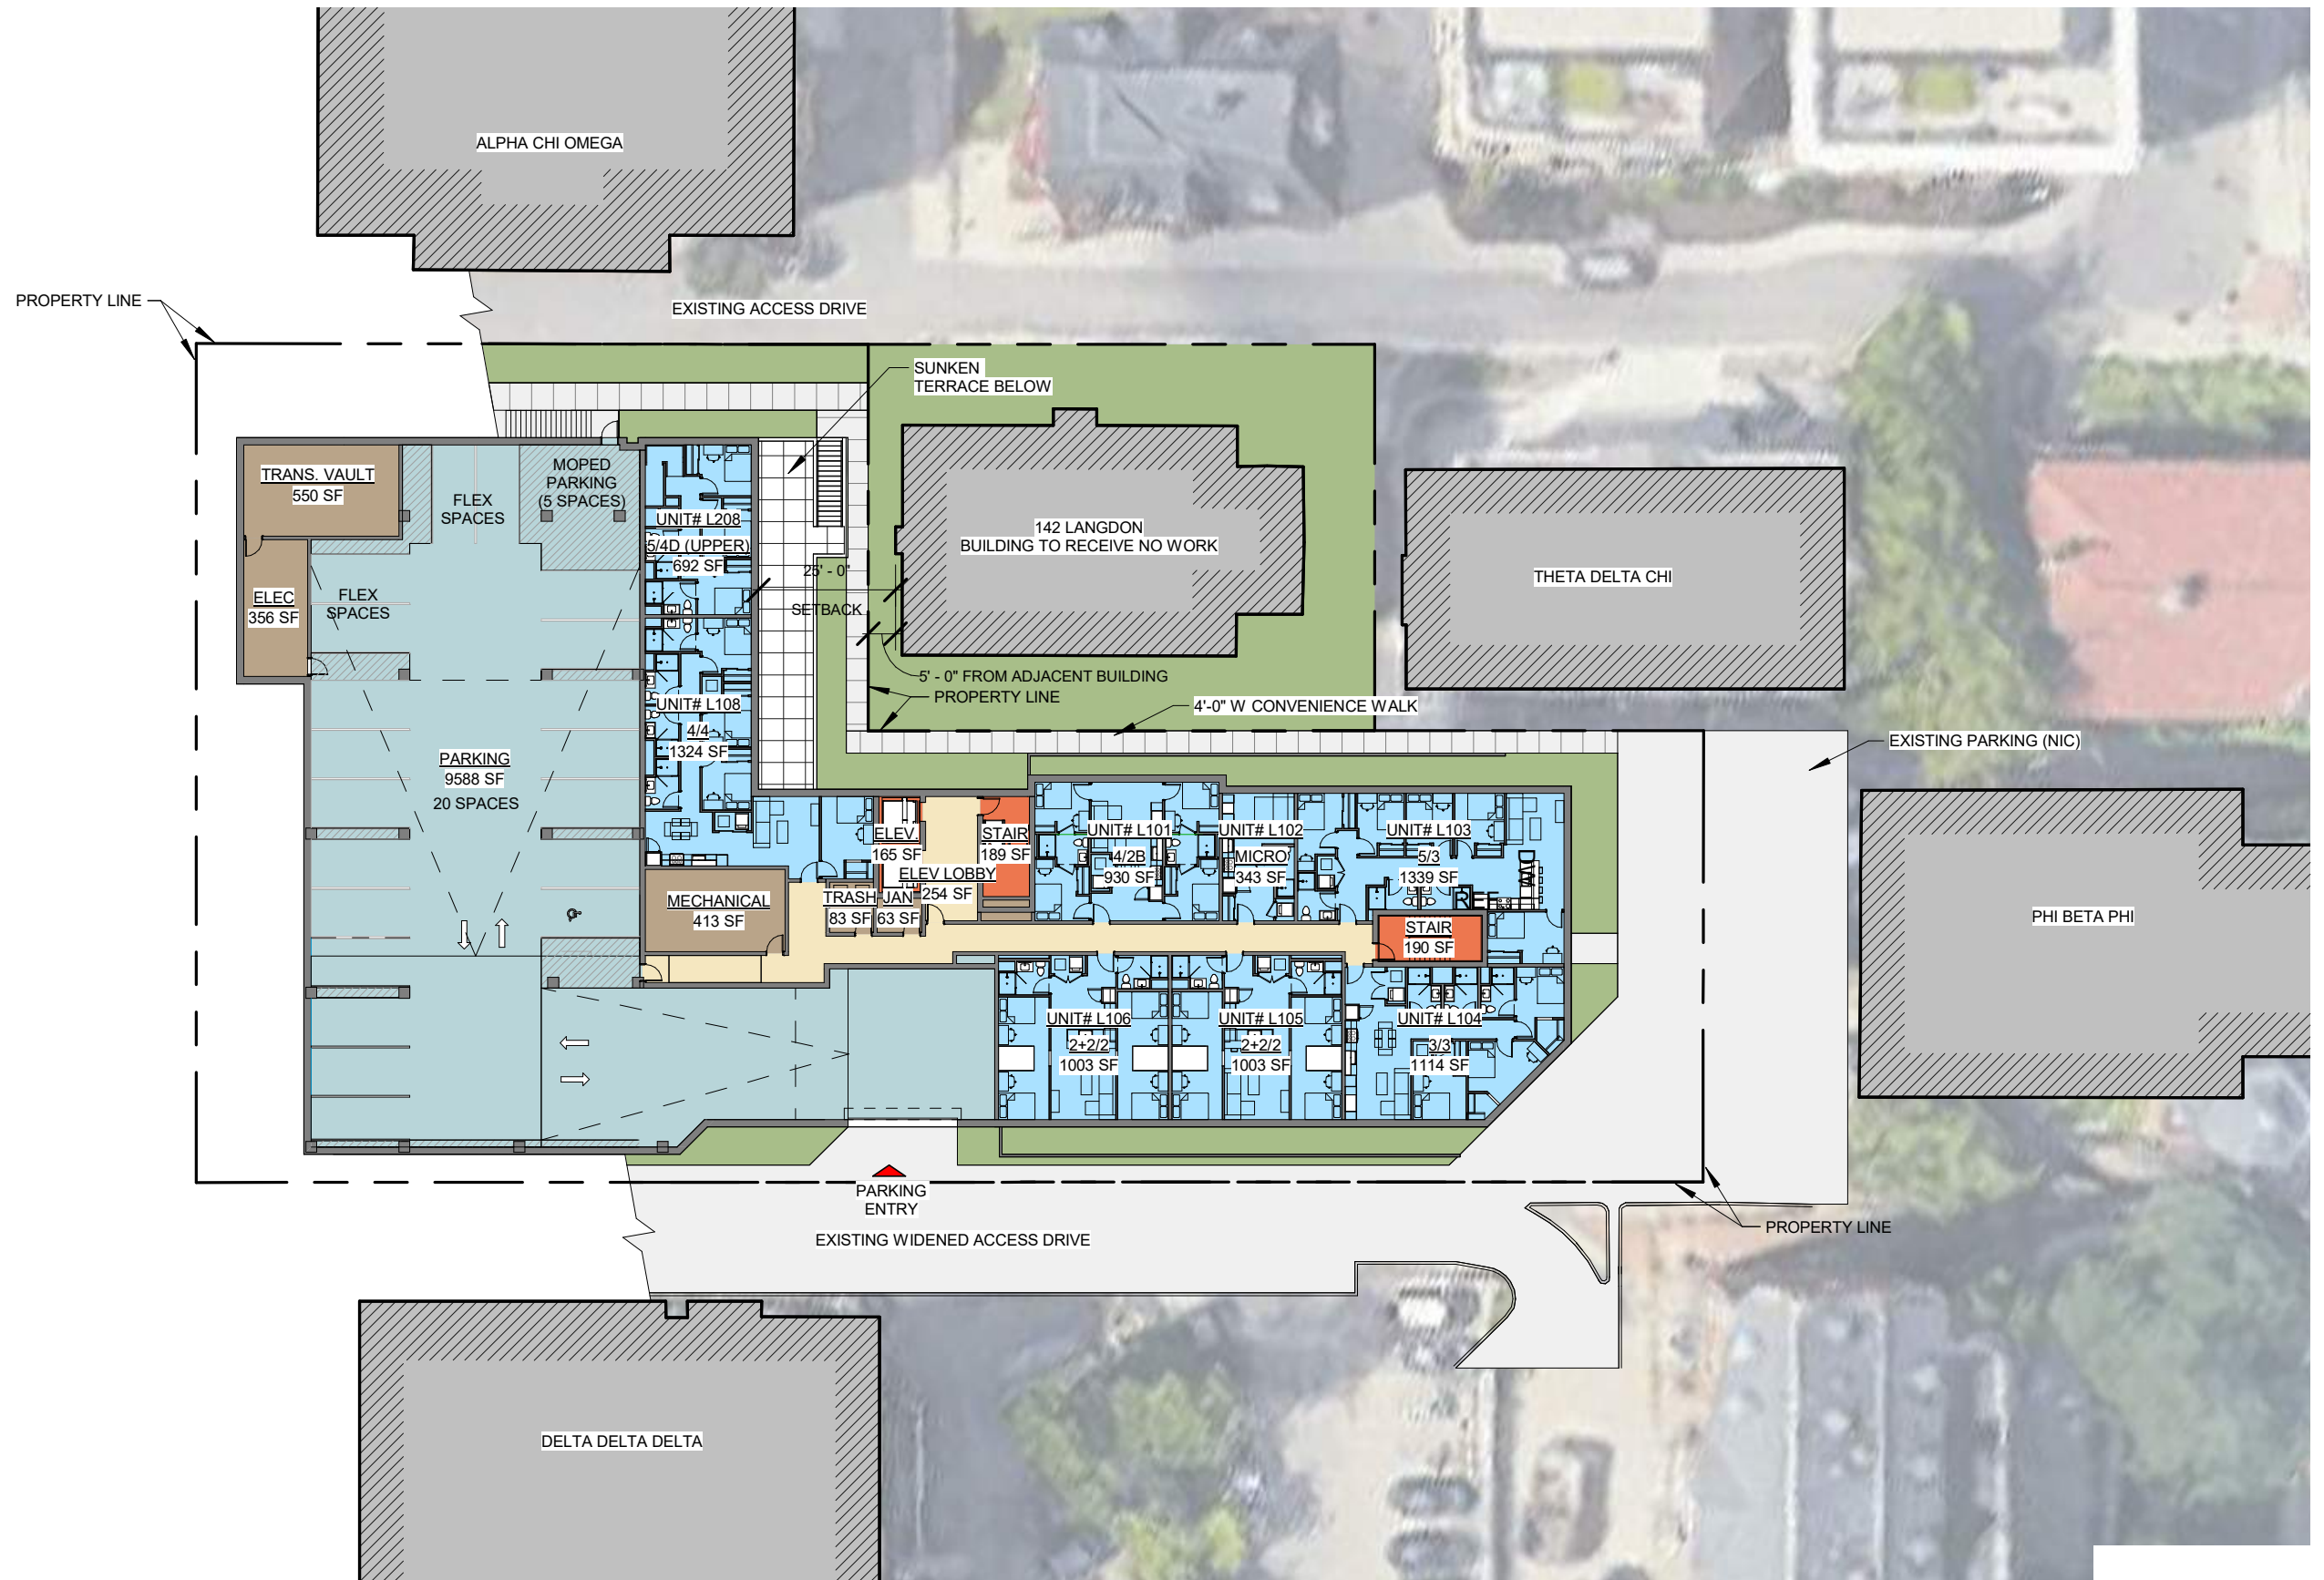 ALPHA CHI OMEGA
PROPERTY LINE
EXISTING ACCESS DRIVE
SUNKEN
TERRACE BELOW
TRANS. VAULT
550 SF
FLEX
SPACES
MOPED
PARKING
(5 SPACES)
UNIT# L208
5/4D (UPPER)
692 SF
142 LANGDON
BUILDING TO RECEIVE NO WORK
THETA DELTA CHI
25' - 0"
SETBACK
ELEC
356 SF
FLEX
SPACES
5' - 0" FROM ADJACENT BUILDING
PROPERTY LINE
4'-0" W CONVENIENCE WALK
UNIT# L108
4/4
1324 SF
EXISTING PARKING (NIC)
PARKING
9588 SF
20 SPACES
ELEV.
165 SF
STAIR
189 SF
ELEV LOBBY
254 SF
UNIT# L101
4/2B
930 SF
UNIT# L102
MICRO
343 SF
UNIT# L103
5/3
1339 SF
REF
W
MECHANICAL
413 SF
TRASH
83 SF
JAN
63 SF
STAIR
190 SF
PHI BETA PHI
UNIT# L106
2+2/2
1003 SF
UNIT# L105
2+2/2
1003 SF
UNIT# L104
3/3
1114 SF
PARKING
ENTRY
EXISTING WIDENED ACCESS DRIVE
PROPERTY LINE
DELTA DELTA DELTA